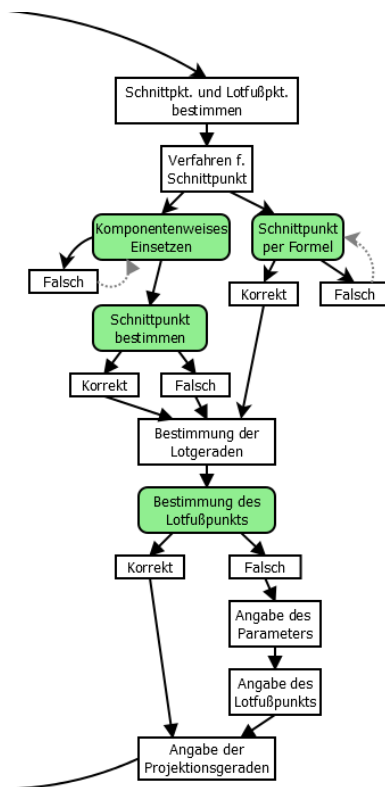 Schnittpkt. und Lotfußpkt.
bestimmen
Verfahren f.
Schnittpunkt
Komponentenweises
Einsetzen
Schnittpunkt
per Formel
Falsch
Korrekt
Falsch
Schnittpunkt
bestimmen
Korrekt
Falsch
Bestimmung der
Lotgeraden
Bestimmung des
Lotfußpunkts
Korrekt
Falsch
Angabe des
Parameters
Angabe des
Lotfußpunkts
Angabe der
Projektionsgeraden